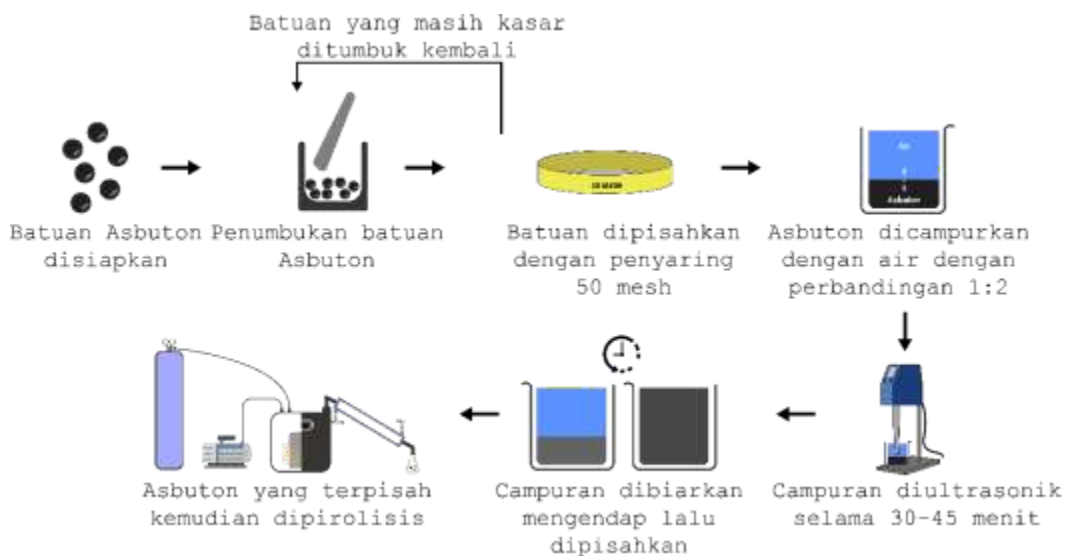 Batuan yang masih kasar
ditumbuk kembali
Batuan Asbuton
disiapkan
Penumbukan batuan
Asbuton
50 MESH
Batuan dipisahkan
dengan penyaring
50 mesh
Air
Asbuton
Asbuton dicampurkan
dengan air dengan
perbandingan 1:2
Campuran diultrasonik
selama 30-45 menit
Campuran dibiarkan
mengendap lalu
dipisahkan
Asbuton yang terpisah
kemudian dipirolisis